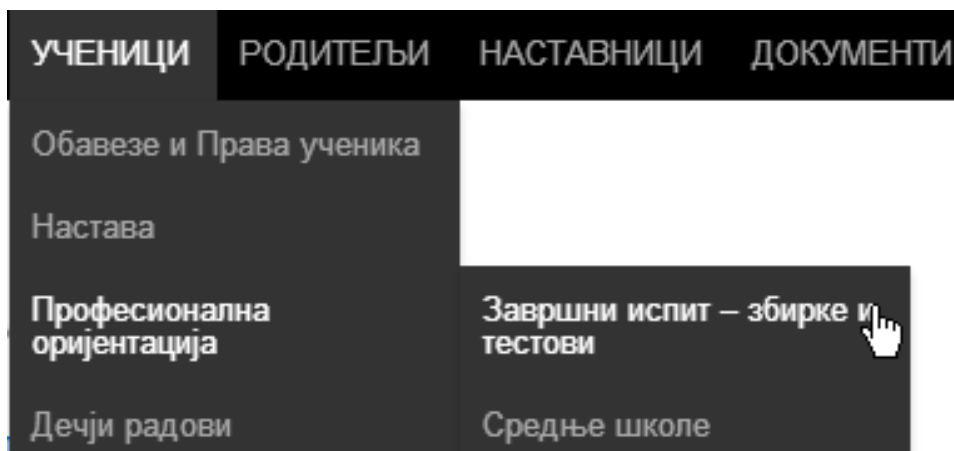 УЧЕНИЦИ РОДИТЕЉИ НАСТАВНИЦИ ДОКУМЕНТИ
Обавезе и Права ученика
Настава
Професионална
оријентација
Завршни испит – збирке и
тестови
Дечји радови
Средње школе